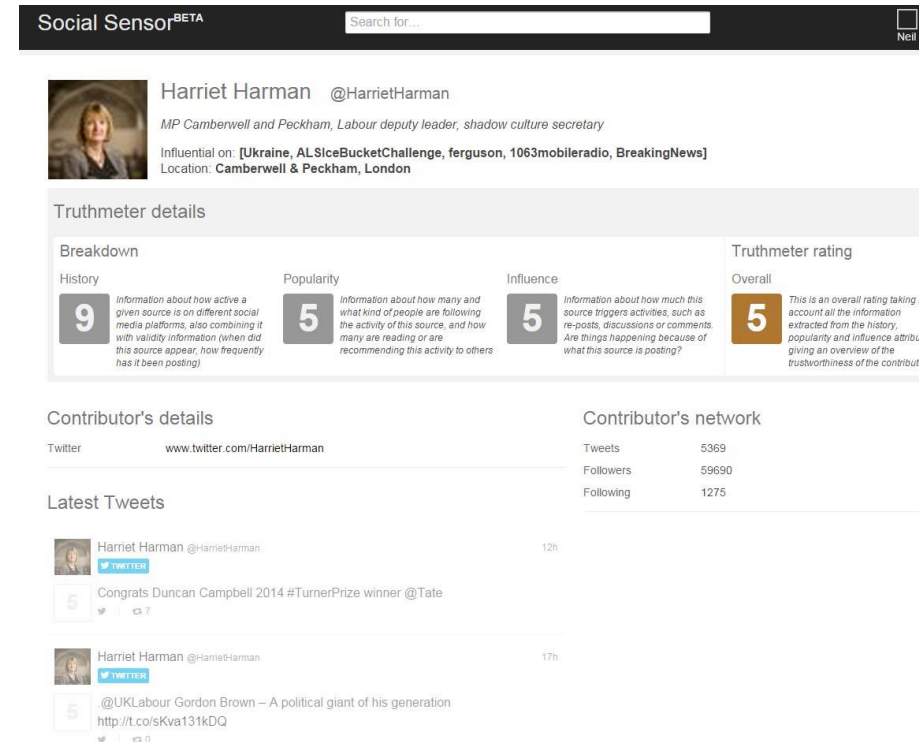 Social Sensor BETA
Search for...
Neil
Harriet Harman @HarrietHarman
MP Camberwell and Peckham, Labour deputy leader, shadow culture secretary
Influential on: [Ukraine, ALSIceBucketChallenge, ferguson, 1063mobileradio, BreakingNews]
Location: Camberwell & Peckham, London
Truthmeter details
Breakdown
History
9
Information about how active a
given source is on different social
media platforms, also combining it
with validity information (when did
this source appear, how frequently
has it been posting)
Popularity
5
Information about how many and
what kind of people are following
the activity of this source, and how
many are reading or are
recommending this activity to others
Influence
5
Information about how much this
source triggers activities, such as
re-posts, discussions or comments.
Are things happening because of
what this source is posting?
Truthmeter rating
Overall
5
This is an overall rating taking
account all the information
extracted from the history,
popularity and influence attribu
giving an overview of the
trustworthiness of the contribut
Contributor's details
Twitter www.twitter.com/HarrietHarman
Contributor's network
Tweets 5369
Followers 59690
Following 1275
Latest Tweets
Harriet Harman @HarrietHarman 12h
TWITTER
5
Congrats Duncan Campbell 2014 #TurnerPrize winner @Tate
7
Harriet Harman @HarrietHarman 17h
TWITTER
5
.@UKLabour Gordon Brown – A political giant of his generation
http://t.co/sKva131kDQ
0